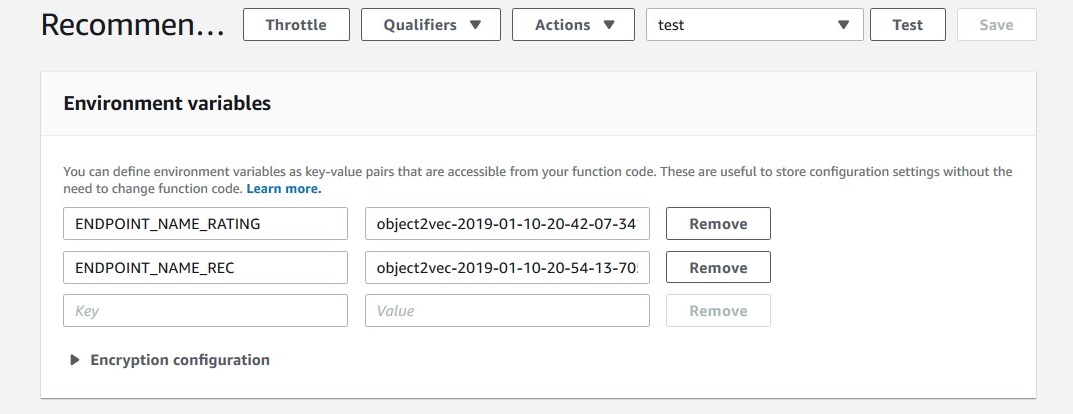 Recommen... Throttle Qualifiers Actions test Test Save
Environment variables
You can define environment variables as key-value pairs that are accessible from your function code. These are useful to store configuration settings without the
need to change function code. Learn more.
ENDPOINT_NAME_RATING object2vec-2019-01-10-20-42-07-34 Remove
ENDPOINT_NAME_REC object2vec-2019-01-10-20-54-13-70 Remove
Key Value Remove
Encryption configuration